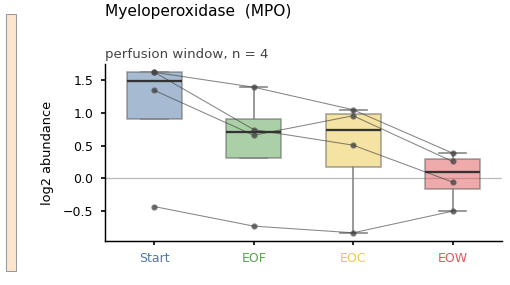 Myeloperoxidase (MPO)
perfusion window, n = 4
log2 abundance
1.5
1.0
0.5
0.0
−0.5
Start EOF EOC EOW